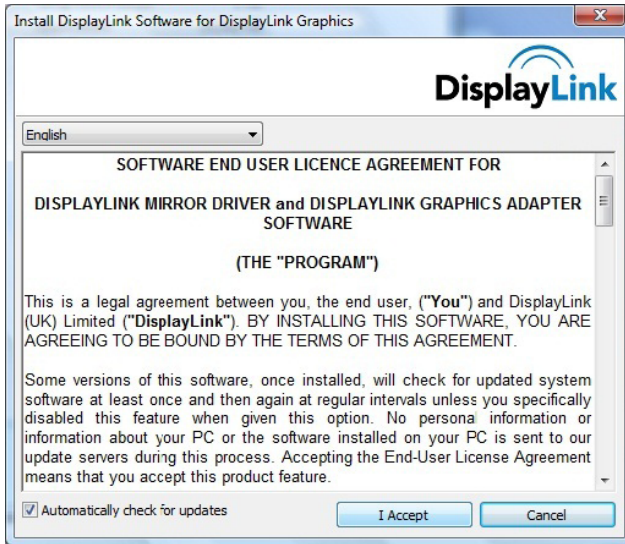 Install DisplayLink Software for DisplayLink Graphics
DisplayLink
English
SOFTWARE END USER LICENCE AGREEMENT FOR
DISPLAYLINK MIRROR DRIVER and DISPLAYLINK GRAPHICS ADAPTER
SOFTWARE
(THE "PROGRAM")
This is a legal agreement between you, the end user, ("You") and DisplayLink
(UK) Limited ("DisplayLink"). BY INSTALLING THIS SOFTWARE, YOU ARE
AGREEING TO BE BOUND BY THE TERMS OF THIS AGREEMENT.
Some versions of this software, once installed, will check for updated system
software at least once and then again at regular intervals unless you specifically
disabled this feature when given this option. No personal information or
information about your PC or the software installed on your PC is sent to our
update servers during this process. Accepting the End-User License Agreement
means that you accept this product feature.
Automatically check for updates
I Accept
Cancel